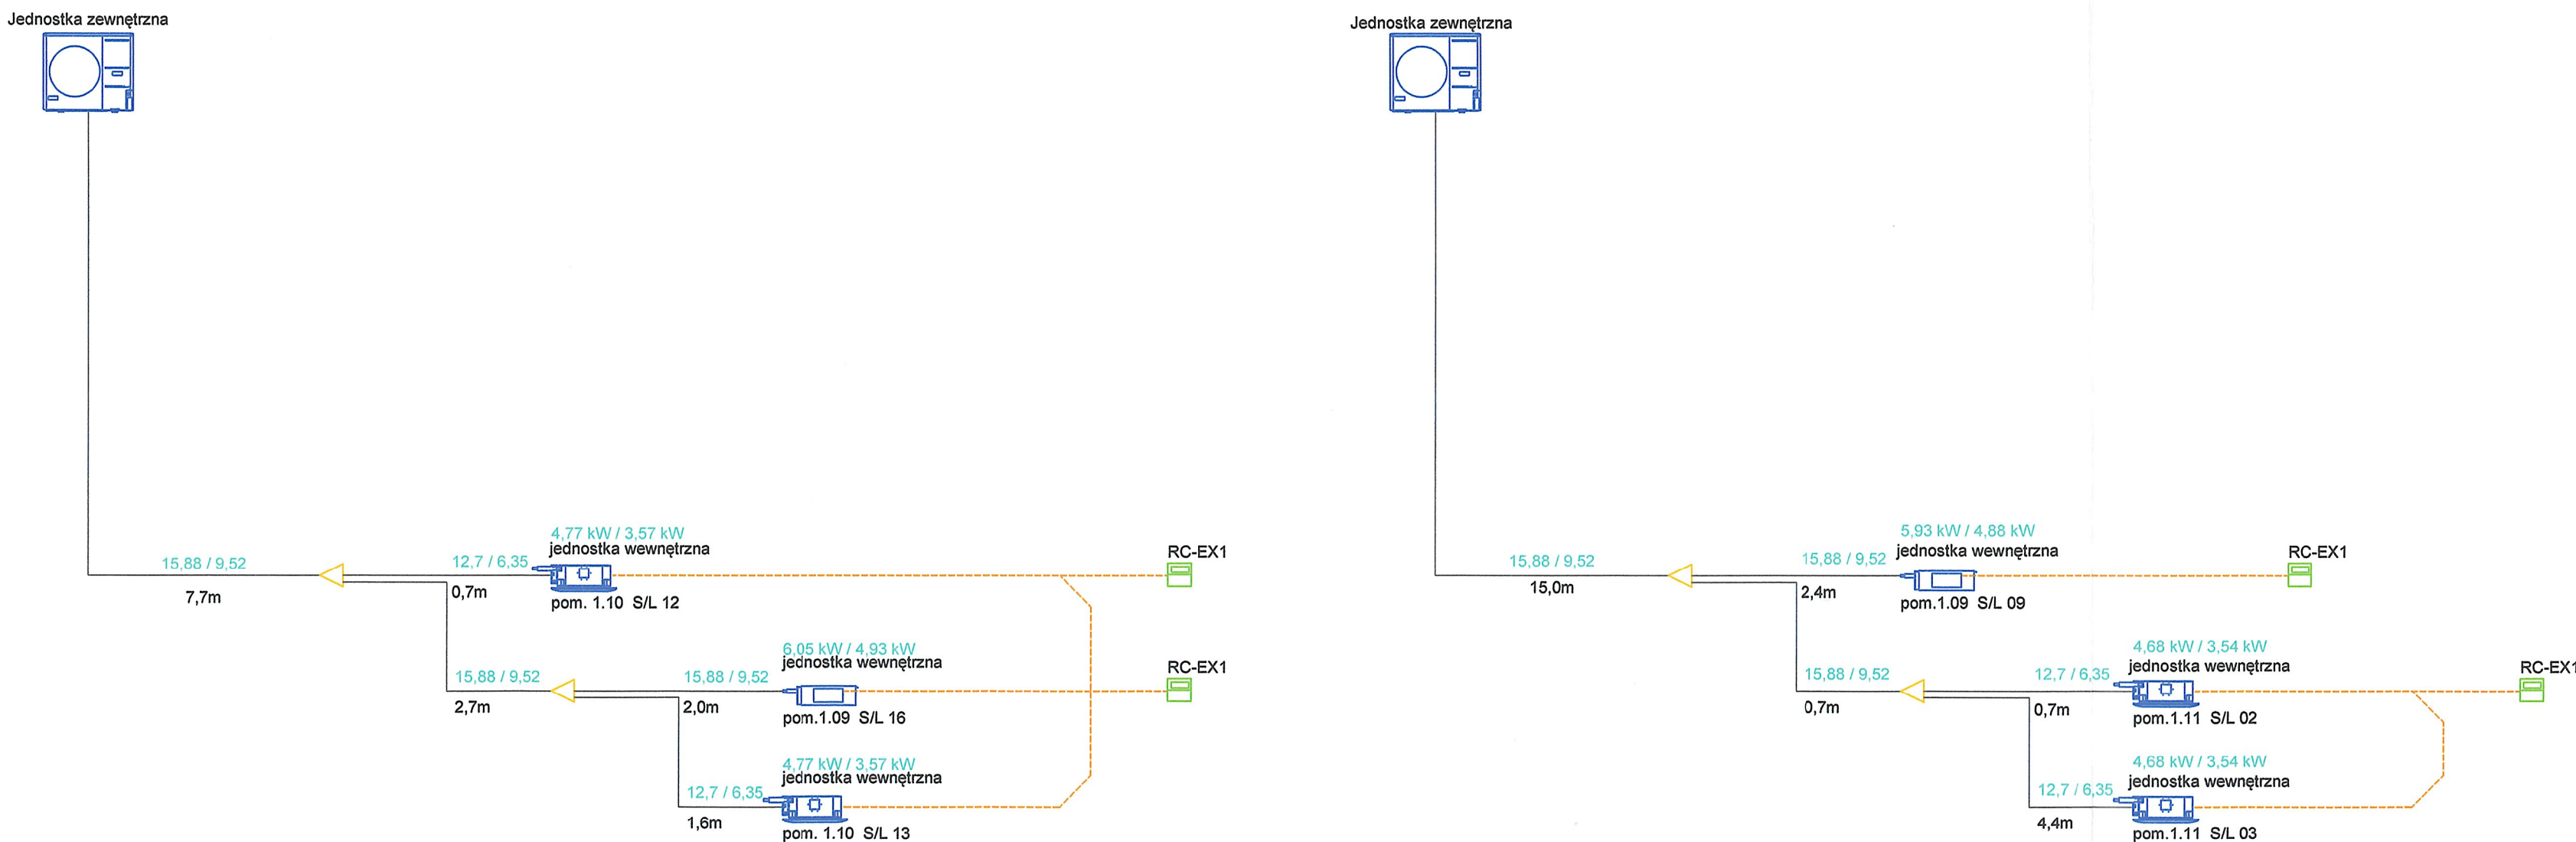 Jednostka zewnętrzna
15,88 / 9,52
7,7m
12,7 / 6,35
0,7m
4,77 kW / 3,57 kW
jednostka wewnętrzna
pom. 1.10 S/L 12
RC-EX1
15,88 / 9,52
2,7m
15,88 / 9,52
2,0m
6,05 kW / 4,93 kW
jednostka wewnętrzna
pom.1.09 S/L 16
RC-EX1
12,7 / 6,35
1,6m
4,77 kW / 3,57 kW
jednostka wewnętrzna
pom. 1.10 S/L 13
Jednostka zewnętrzna
15,88 / 9,52
15,0m
15,88 / 9,52
2,4m
5,93 kW / 4,88 kW
jednostka wewnętrzna
pom.1.09 S/L 09
RC-EX1
15,88 / 9,52
0,7m
12,7 / 6,35
0,7m
4,68 kW / 3,54 kW
jednostka wewnętrzna
pom.1.11 S/L 02
RC-EX1
12,7 / 6,35
4,4m
4,68 kW / 3,54 kW
jednostka wewnętrzna
pom.1.11 S/L 03